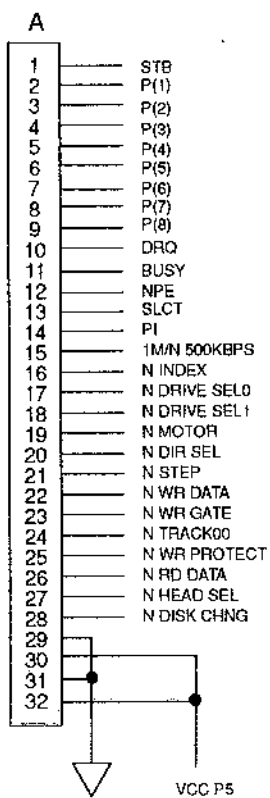 A
1 STB
2 P(1)
3 P(2)
4 P(3)
5 P(4)
6 P(5)
7 P(6)
8 P(7)
9 P(8)
10 DRQ
11 BUSY
12 NPE
13 SLCT
14 PI
15 1M/N 500KBPS
16 N INDEX
17 N DRIVE SEL0
18 N DRIVE SEL1
19 N MOTOR
20 N DIR SEL
21 N STEP
22 N WR DATA
23 N WR GATE
24 N TRACK00
25 N WR PROTECT
26 N RD DATA
27 N HEAD SEL
28 N DISK CHNG
29
30
31
32
VCC P5